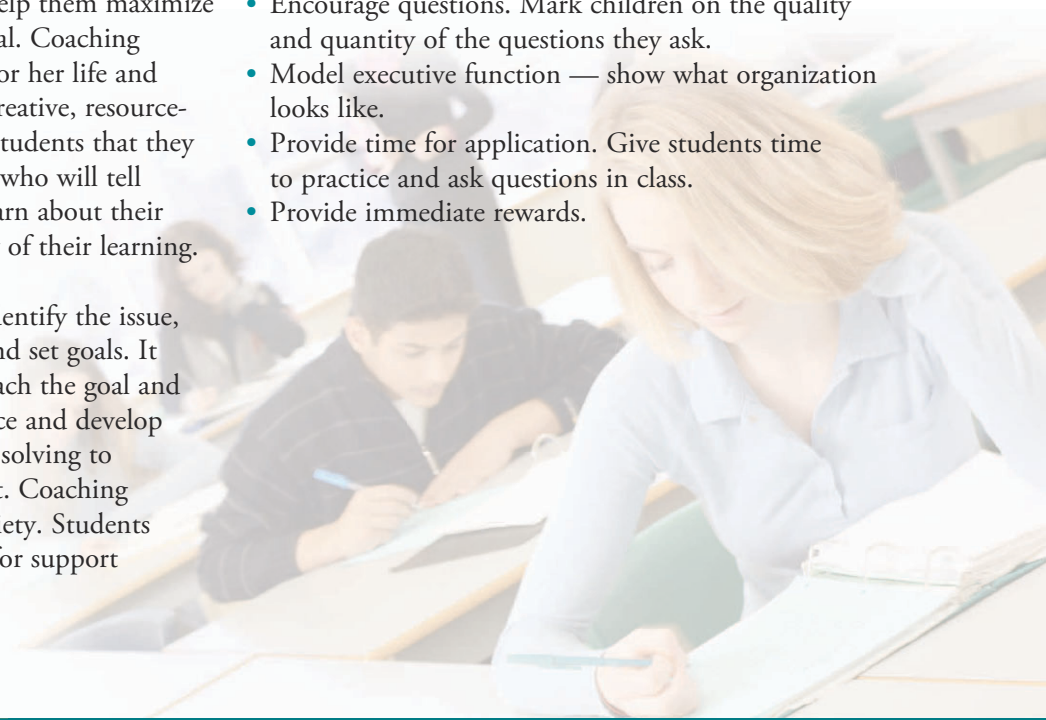 elp them maximize
al. Coaching
or her life and
reative, resource-
tudents that they
who will tell
arn about their
of their learning.
entify the issue,
nd set goals. It
ach the goal and
ce and develop
solving to
t. Coaching
iety. Students
for support
• Encourage questions. Mark children on the quality
and quantity of the questions they ask.
• Model executive function — show what organization
looks like.
• Provide time for application. Give students time
to practice and ask questions in class.
• Provide immediate rewards.